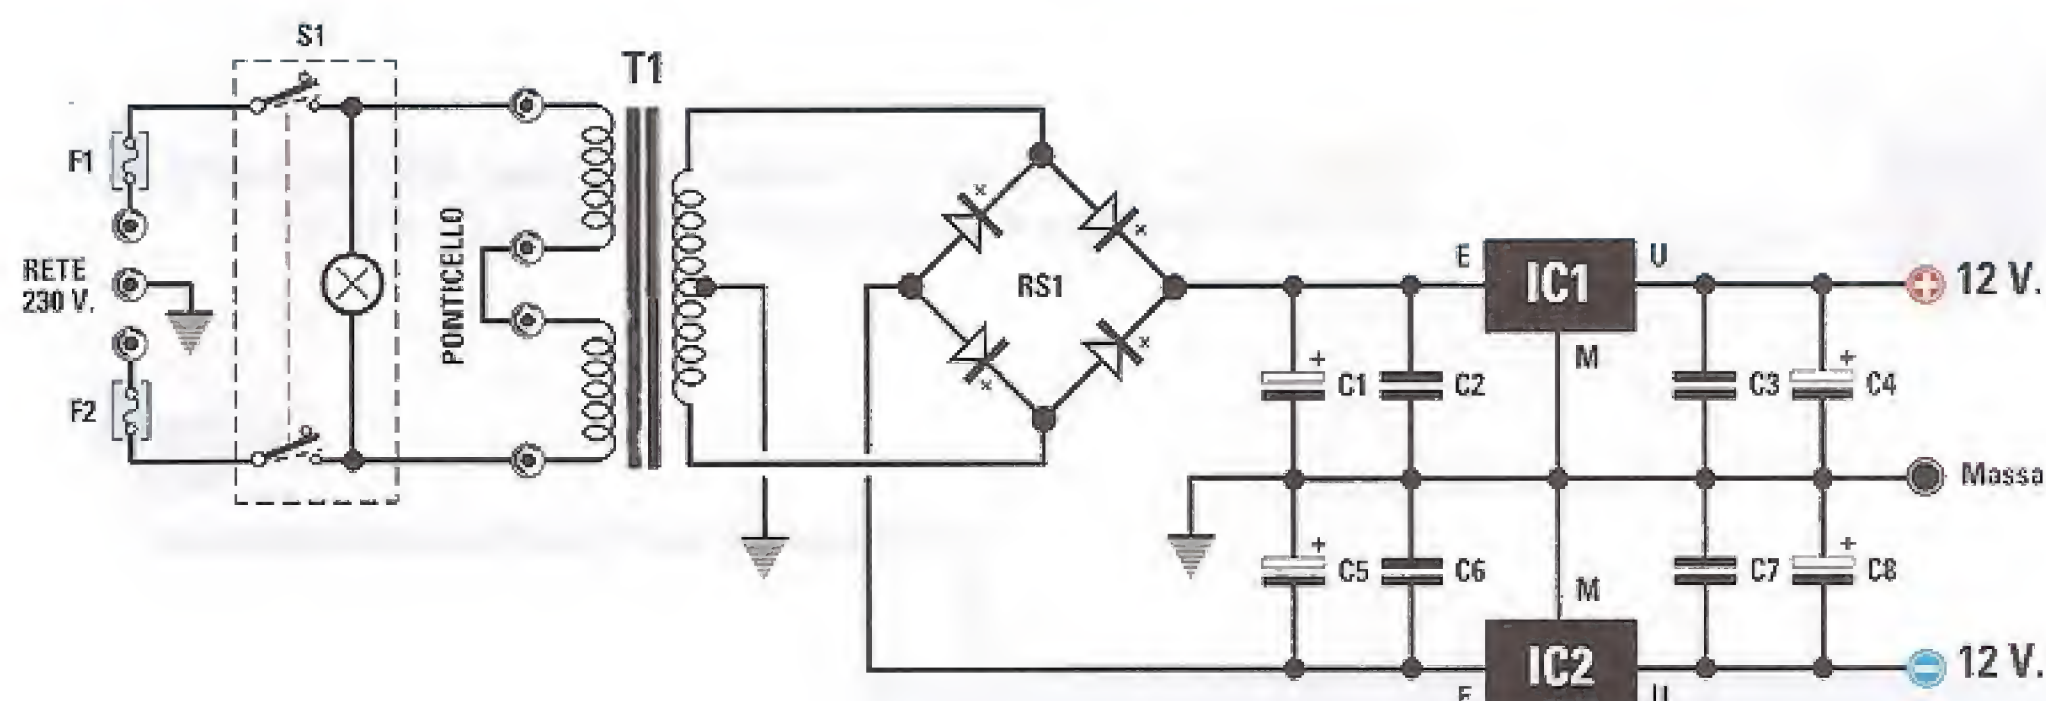 S1
T1
F1
RETE
230 V.
F2
PONTICELLO
RS1
E
IC1
U
12 V.
M
C1
C2
C3
C4
Massa
C5
C6
C7
C8
M
IC2
12 V.
E
U